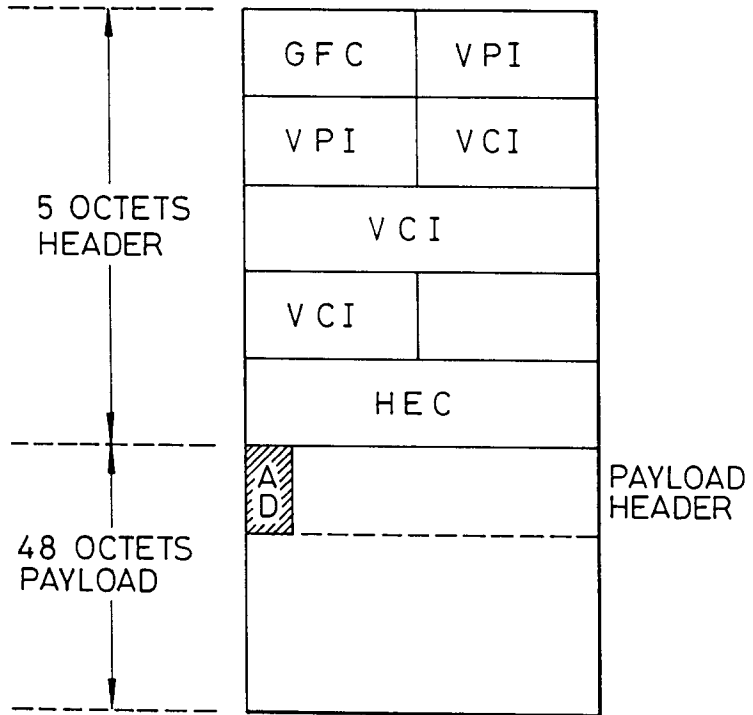 GFC VPI
VPI VCI
5 OCTETS
HEADER
VCI
VCI
HEC
AD
PAYLOAD
HEADER
48 OCTETS
PAYLOAD